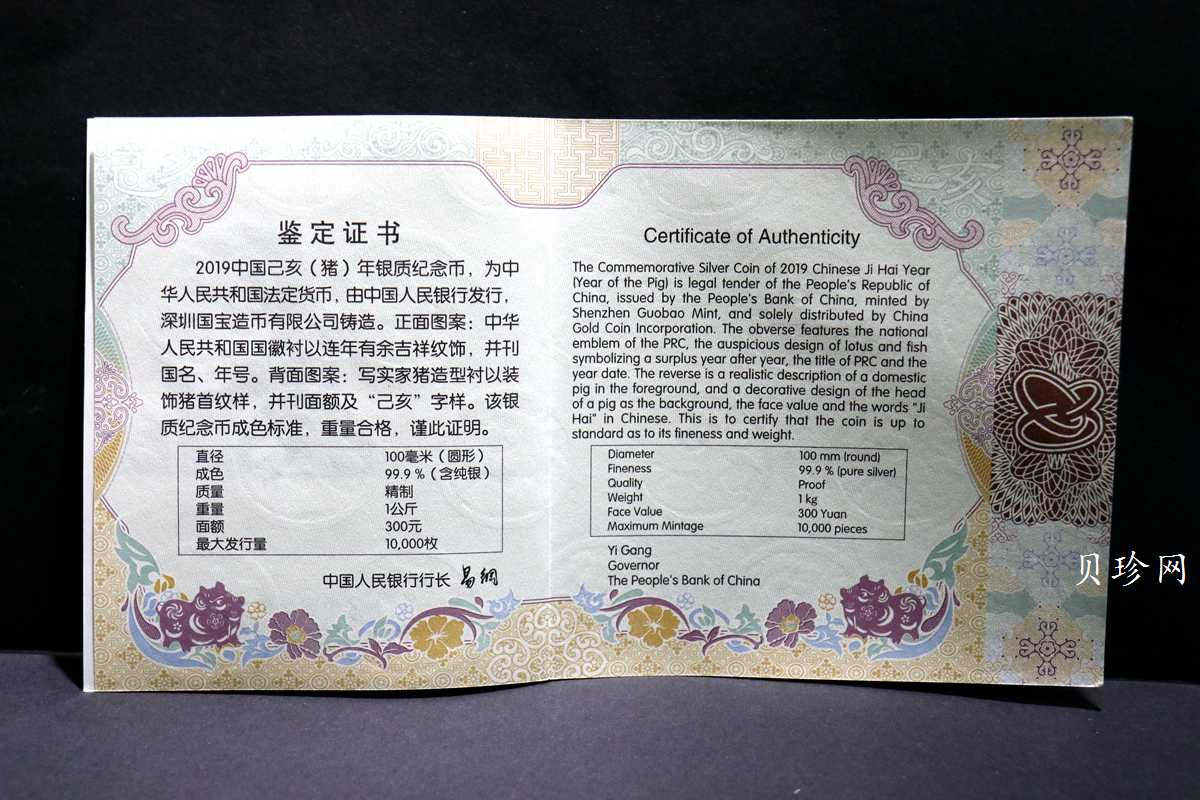 鉴定证书
2019中国己亥（猪）年银质纪念币，为中
华人民共和国法定货币，由中国人民银行发行，
深圳国宝造币有限公司铸造。正面图案：中华
人民共和国国徽衬以连年有余吉祥纹饰，并刊
国名、年号。背面图案：写实家猪造型衬以装
饰猪首纹样，并刊面额及“己亥”字样。该银
质纪念币成色标准，重量合格，谨此证明。
直径 100毫米（圆形）
成色 99.9％（含纯银）
质量 精制
重量 1公斤
面额 300元
最大发行量 10,000枚
中国人民银行行长 易纲
Certificate of Authenticity
The Commemorative Silver Coin of 2019 Chinese Ji Hai Year
(Year of the Pig) is legal tender of the People's Republic of
China, issued by the People's Bank of China, minted by
Shenzhen Guobao Mint, and solely distributed by China
Gold Coin Incorporation. The obverse features the national
emblem of the PRC, the auspicious design of lotus and fish
symbolizing a surplus year after year, the title of PRC and the
year date. The reverse is a realistic description of a domestic
pig in the foreground, and a decorative design of the head
of a pig as the background, the face value and the words "Ji
Hai" in Chinese. This is to certify that the coin is up to
standard as to its fineness and weight.
Diameter 100 mm (round)
Fineness 99.9 % (pure silver)
Quality Proof
Weight 1 kg
Face Value 300 Yuan
Maximum Mintage 10,000 pieces
Yi Gang
Governor
The People's Bank of China
贝珍网